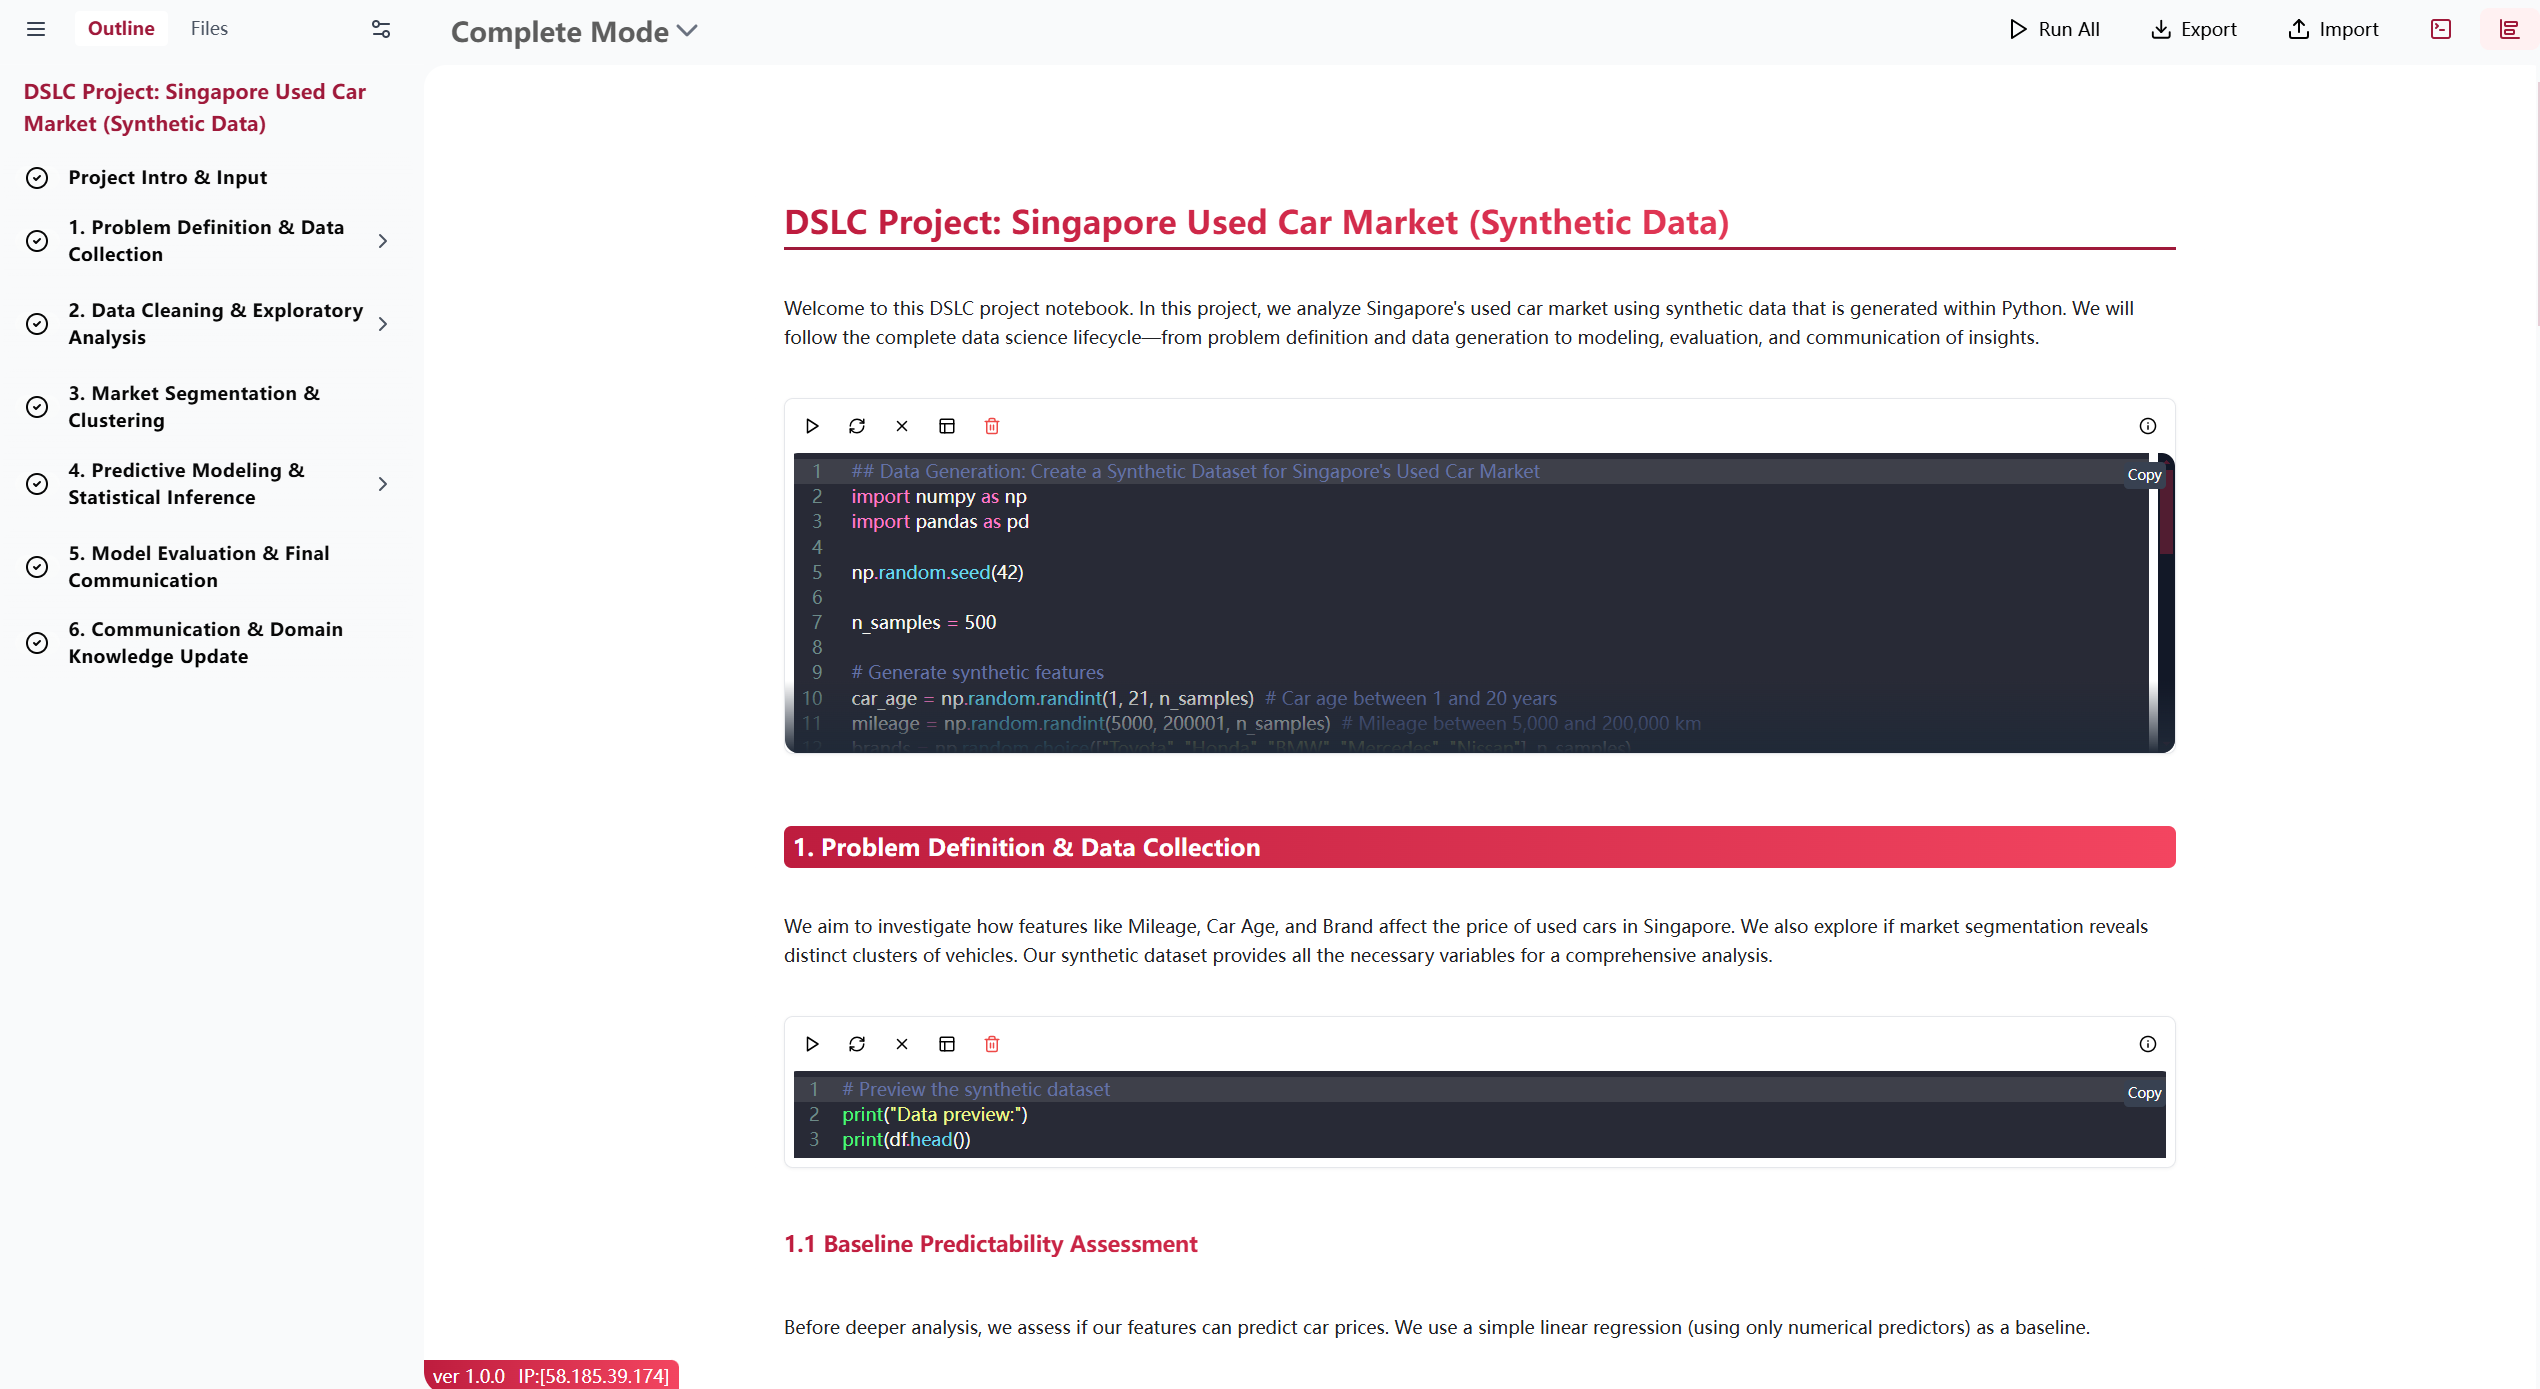 Outline Files
DSLC Project: Singapore Used Car
Market (Synthetic Data)
Project Intro & Input
1. Problem Definition & Data
Collection
2. Data Cleaning & Exploratory
Analysis
3. Market Segmentation &
Clustering
4. Predictive Modeling &
Statistical Inference
5. Model Evaluation & Final
Communication
6. Communication & Domain
Knowledge Update
Complete Mode
Run All Export Import
DSLC Project: Singapore Used Car Market (Synthetic Data)
Welcome to this DSLC project notebook. In this project, we analyze Singapore's used car market using synthetic data that is generated within Python. We will
follow the complete data science lifecycle—from problem definition and data generation to modeling, evaluation, and communication of insights.
Copy
1 ## Data Generation: Create a Synthetic Dataset for Singapore's Used Car Market
2 import numpy as np
3 import pandas as pd
4
5 np.random.seed(42)
6
7 n_samples = 500
8
9 # Generate synthetic features
10 car_age = np.random.randint(1, 21, n_samples) # Car age between 1 and 20 years
11 mileage = np.random.randint(5000, 200001, n_samples) # Mileage between 5,000 and 200,000 km
12 brands = np.random.choice(["Toyota", "Honda", "BMW", "Mercedes", "Nissan"], n_samples)
1. Problem Definition & Data Collection
We aim to investigate how features like Mileage, Car Age, and Brand affect the price of used cars in Singapore. We also explore if market segmentation reveals
distinct clusters of vehicles. Our synthetic dataset provides all the necessary variables for a comprehensive analysis.
Copy
1 # Preview the synthetic dataset
2 print("Data preview:")
3 print(df.head())
1.1 Baseline Predictability Assessment
Before deeper analysis, we assess if our features can predict car prices. We use a simple linear regression (using only numerical predictors) as a baseline.
ver 1.0.0 IP:[58.185.39.174]